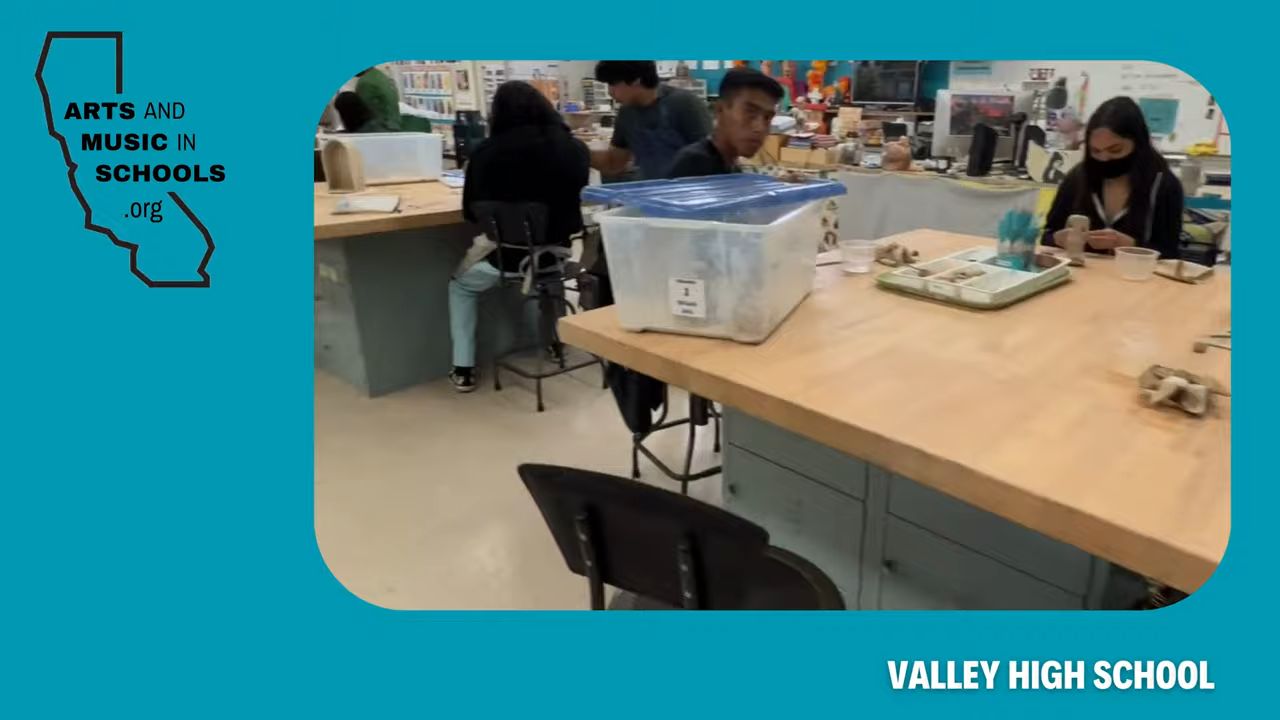 ARTS AND
MUSIC IN
SCHOOLS
.org
VALLEY HIGH SCHOOL